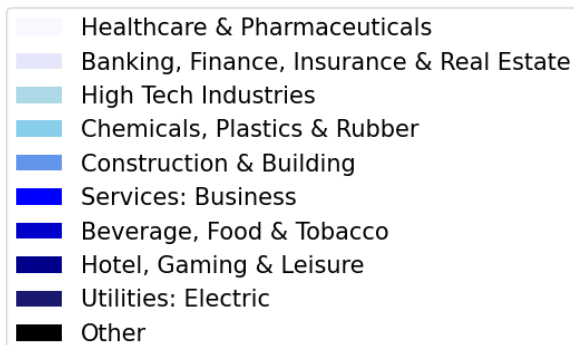 Healthcare & Pharmaceuticals
Banking, Finance, Insurance & Real Estate
High Tech Industries
Chemicals, Plastics & Rubber
Construction & Building
Services: Business
Beverage, Food & Tobacco
Hotel, Gaming & Leisure
Utilities: Electric
Other